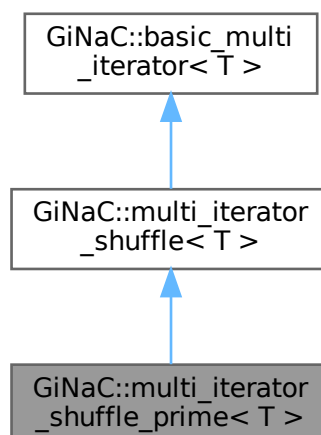 GiNaC::basic_multi
_iterator< T >
GiNaC::multi_iterator
_shuffle< T >
GiNaC::multi_iterator
_shuffle_prime< T >